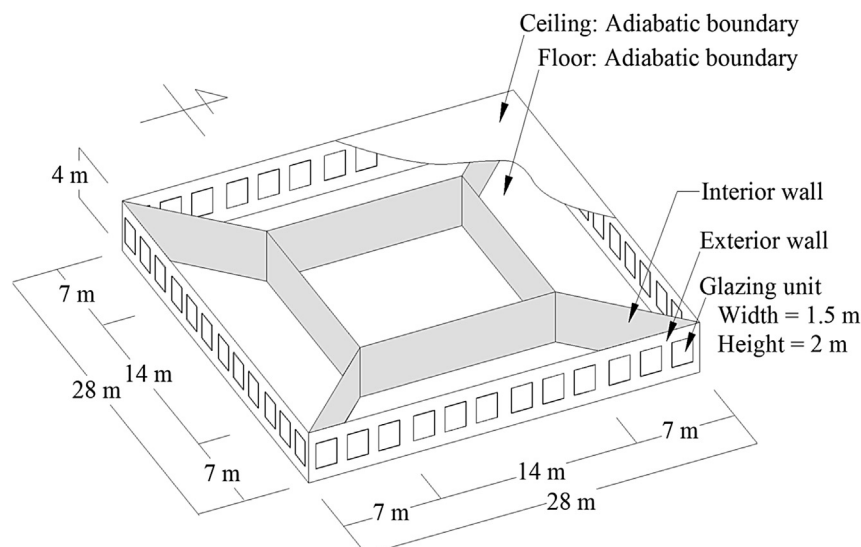 Ceiling: Adiabatic boundary
Floor: Adiabatic boundary
4 m
Interior wall
Exterior wall
Glazing unit
Width = 1.5 m
Height = 2 m
7 m
14 m
28 m
7 m
7 m
14 m
28 m
7 m